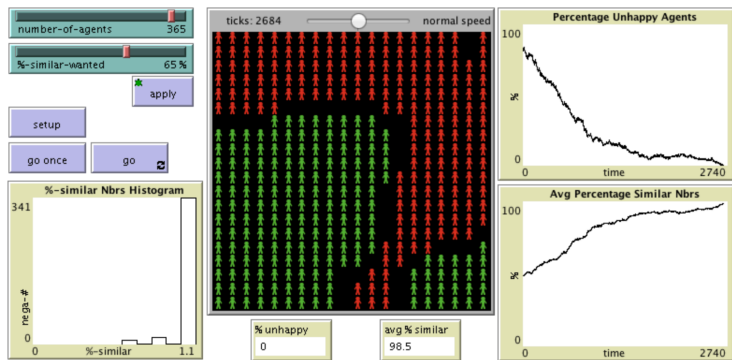 number-of-agents 365
%-similar-wanted 65 %
apply
setup
go once
go
%-similar Nbrs Histogram
341
nega-#
0
0 %-similar 1.1
ticks: 2684 normal speed
% unhappy
0
avg % similar
98.5
Percentage Unhappy Agents
100
%
0
0 time 2740
Avg Percentage Similar Nbrs
100
%
0
0 time 2740